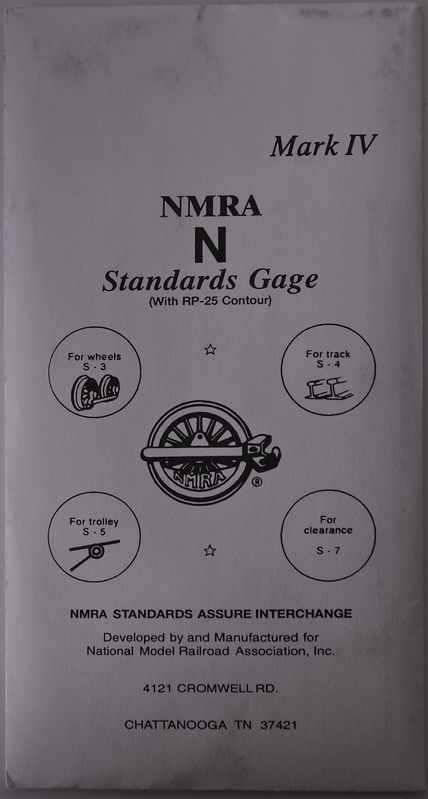 Mark IV
NMRA
N
Standards Gage
(With RP-25 Contour)
For wheels
S - 3
For track
S - 4
NMRA
®
For trolley
S - 5
For
clearance
S - 7
NMRA STANDARDS ASSURE INTERCHANGE
Developed by and Manufactured for
National Model Railroad Association, Inc.
4121 CROMWELL RD.
CHATTANOOGA TN 37421